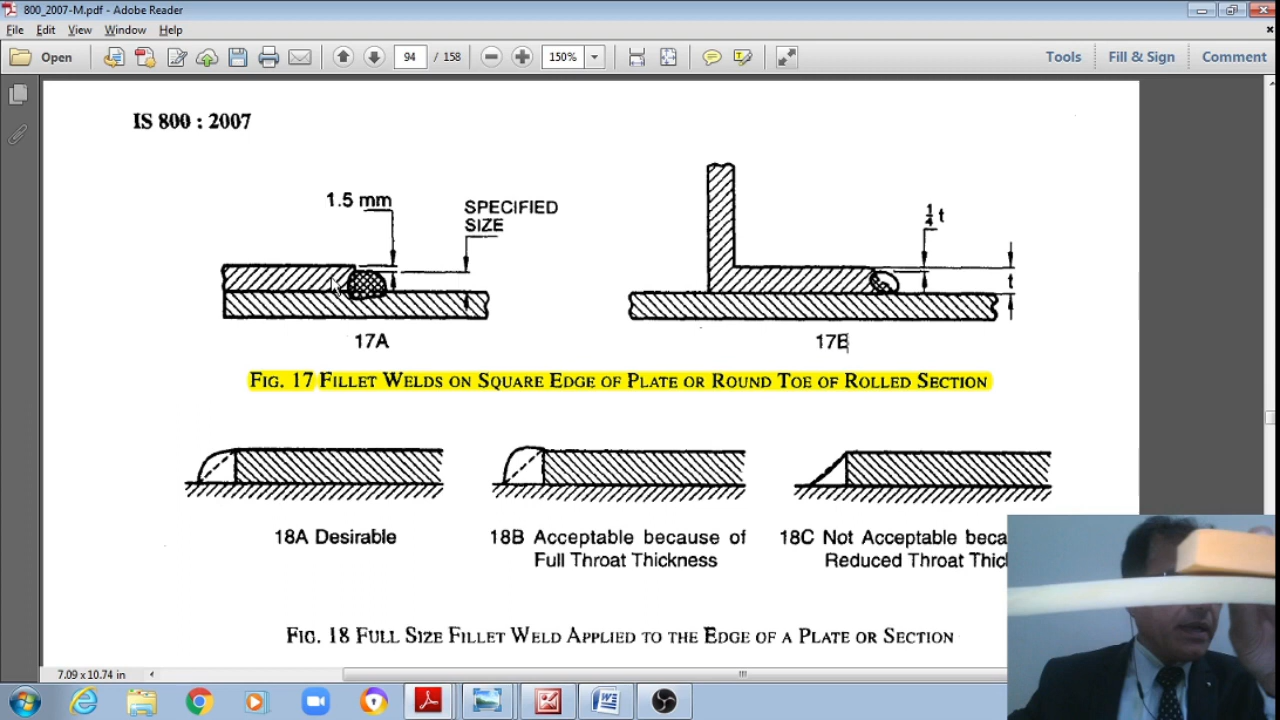 800_2007-M.pdf - Adobe Reader
File Edit View Window Help
Open 94 / 158 150% Tools Fill & Sign Comment
IS 800 : 2007
1.5 mm
SPECIFIED
SIZE
1/4 t
t
17A
17B
FIG. 17 FILLET WELDS ON SQUARE EDGE OF PLATE OR ROUND TOE OF ROLLED SECTION
18A Desirable
18B Acceptable because of
Full Throat Thickness
18C Not Acceptable beca
Reduced Throat Thic
FIG. 18 FULL SIZE FILLET WELD APPLIED TO THE EDGE OF A PLATE OR SECTION
7.09 x 10.74 in